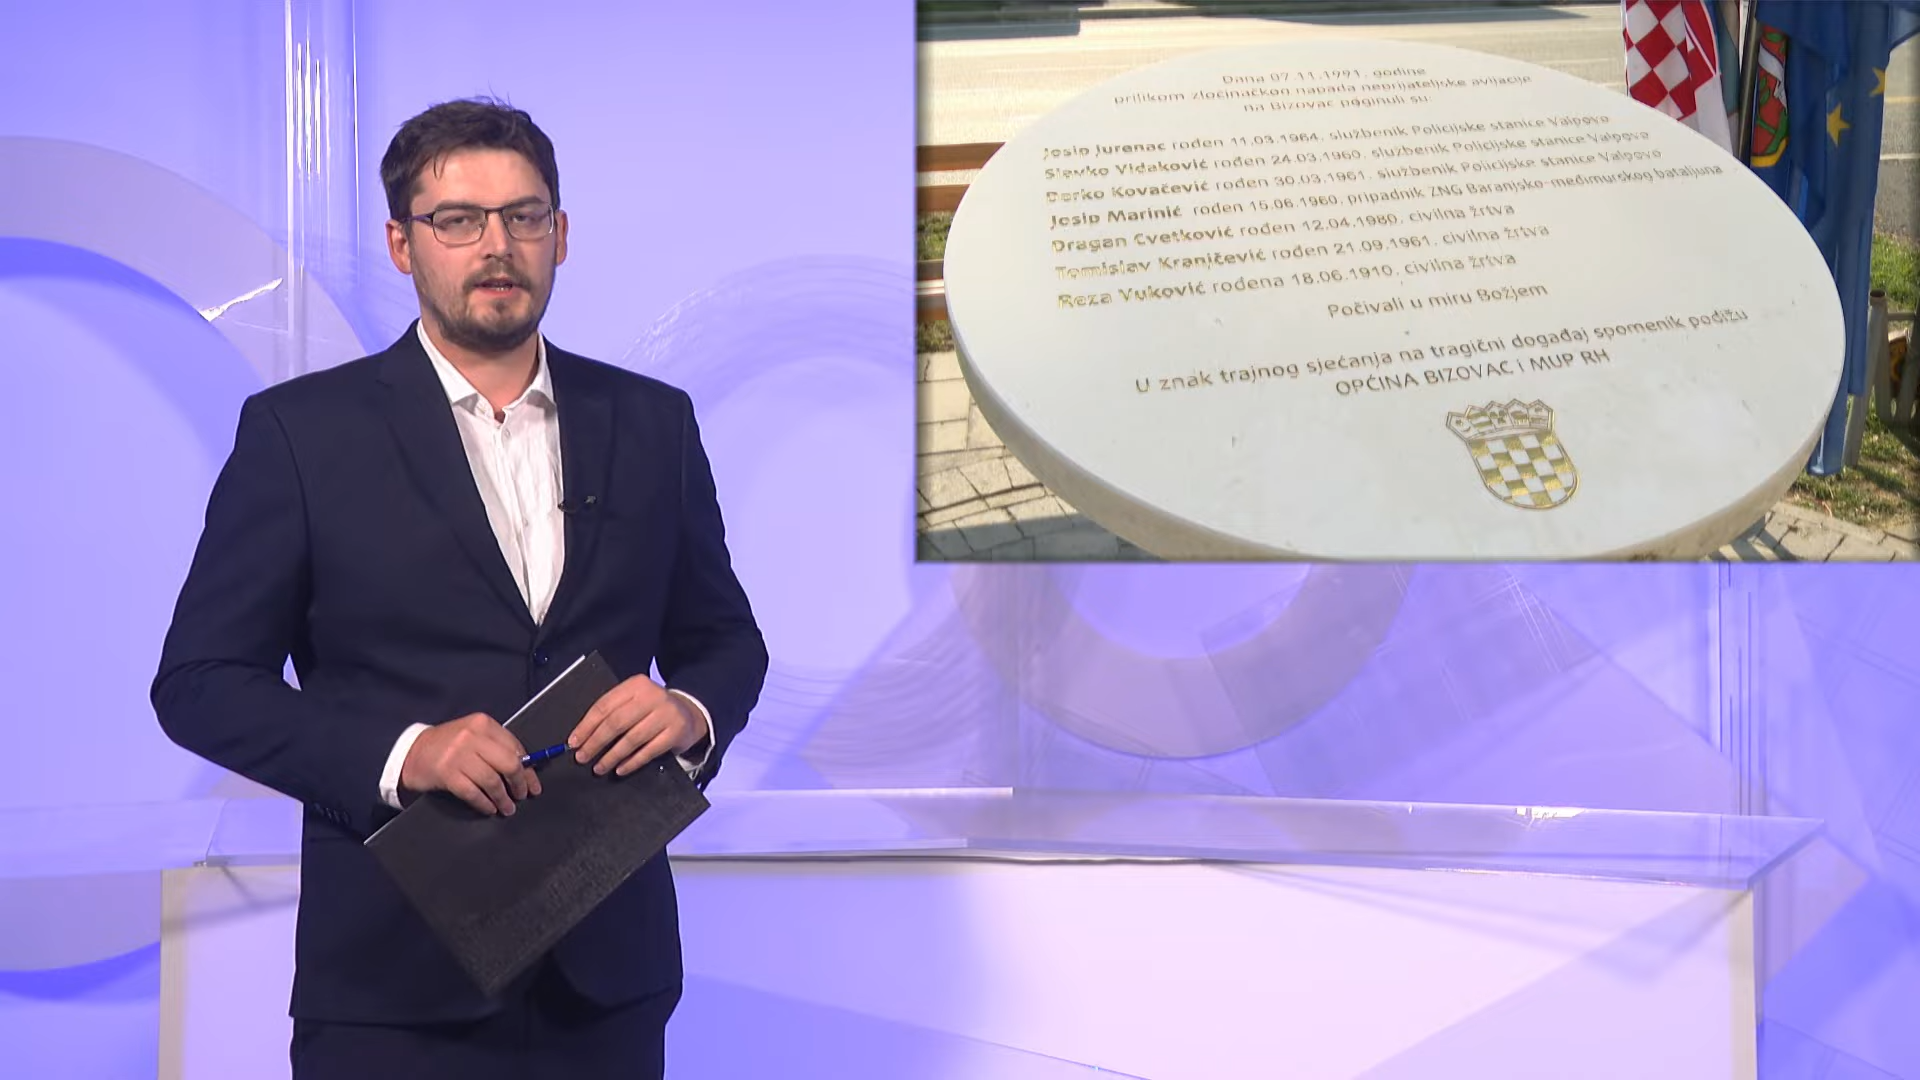 Dana 07.11.1991. godine
prilikom zločinačkog napada neprijateljske avijacije
na Bizovac poginuli su:
Josip Jurenac rođen 11.03.1964. službenik Policijske stanice Valpovo
Slavko Vidaković rođen 24.03.1960. službenik Policijske stanice Valpovo
Darko Kovačević rođen 30.03.1961. službenik Policijske stanice Valpovo
Josip Marinić rođen 15.06.1960. pripadnik ZNG Baranjsko-međimurskog bataljuna
Dragan Cvetković rođen 12.04.1980. civilna žrtva
Tomislav Kranjčević rođen 21.09.1961. civilna žrtva
Reza Vuković rođena 18.06.1910. civilna žrtva
Počivali u miru Božjem
U znak trajnog sjećanja na tragični događaj spomenik podižu
OPĆINA BIZOVAC i MUP RH